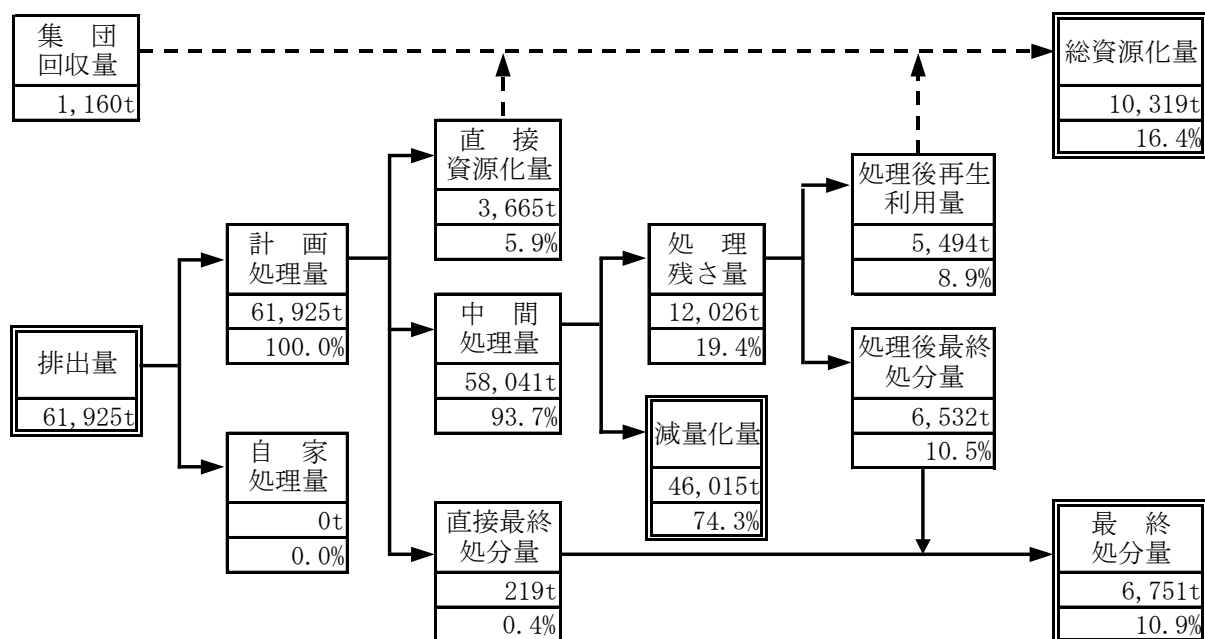 集 団
回収量
1,160t
総資源化量
10,319t
16.4%
直 接
資源化量
3,665t
5.9%
処理後再生
利用量
5,494t
8.9%
計 画
処理量
61,925t
100.0%
処 理
残さ量
12,026t
19.4%
中 間
処理量
58,041t
93.7%
排出量
61,925t
処理後最終
処分量
6,532t
10.5%
減量化量
46,015t
74.3%
自 家
処理量
0t
0.0%
直接最終
処分量
219t
0.4%
最 終
処分量
6,751t
10.9%